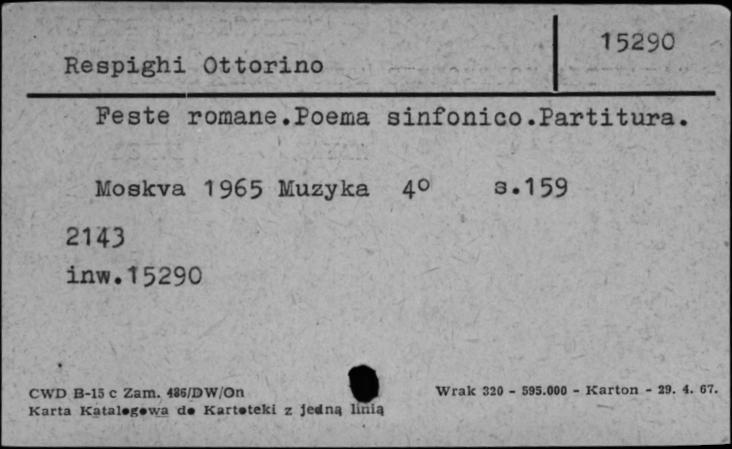 15290
Respighi Ottorino
Feste romane.Poema sinfonico.Partitura.
Moskva 1965 Muzyka 4º s.159
2143
inw.15290
CWD B-15 c Zam. 486/DW/On
Wrak 320 - 595.000 - Karton - 29. 4. 67.
Karta Katalogowa do Kartoteki z jedną linią